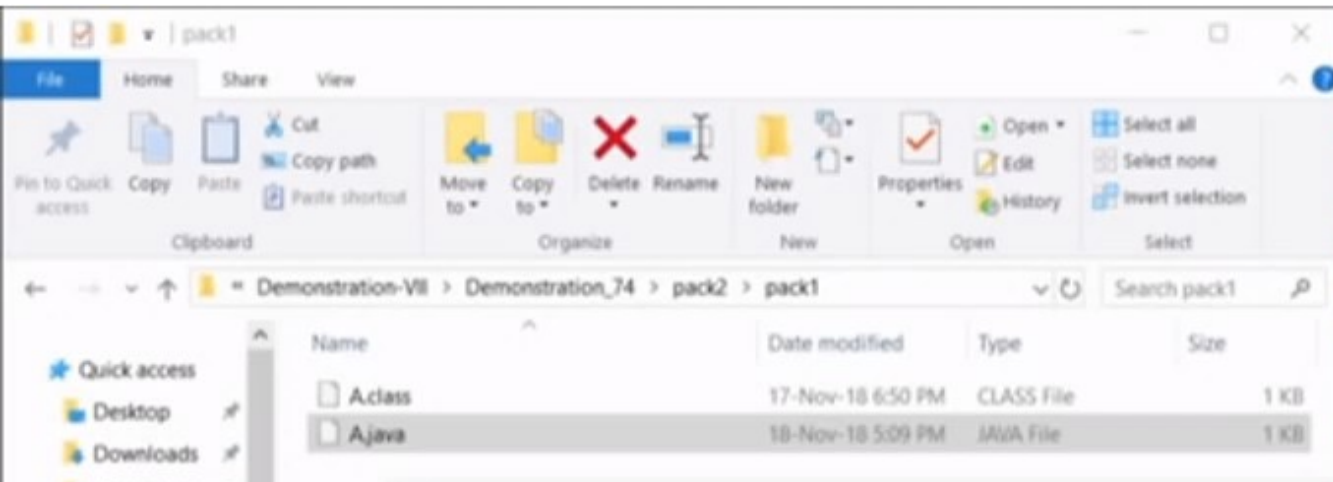 pack1
File Home Share View
Pin to Quick access
Copy
Paste
Cut
Copy path
Paste shortcut
Move to
Copy to
Delete
Rename
New folder
Properties
Open
Edit
History
Select all
Select none
Invert selection
Clipboard Organize New Open Select
Demonstration-VII > Demonstration_74 > pack2 > pack1
Search pack1
Name Date modified Type Size
Quick access
Desktop
Downloads
A.class 17-Nov-18 6:50 PM CLASS File 1 KB
A.java 18-Nov-18 5:09 PM JAVA File 1 KB